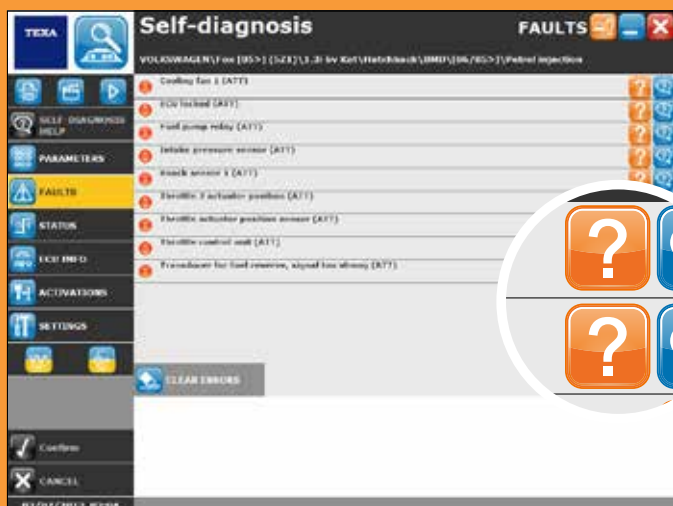 TEXA
Self-diagnosis
FAULTS
VOLKSWAGEN\Fox [05>] (5Z1)\1.2i 6v Kat\Hatchback\BMD\[06/05>]\Petrol injection
Cooling fan 1 (ATT)
ECU locked (ATT)
Fuel pump relay (ATT)
Intake pressure sensor (ATT)
Knock sensor 1 (ATT)
Throttle 2 actuator position (ATT)
Throttle actuator position sensor (ATT)
Throttle control unit (ATT)
Transducer for fuel reserve, signal too strong (ATT)
SELF-DIAGNOSIS
HELP
PARAMETERS
FAULTS
STATUS
ECU INFO
ACTIVATIONS
SETTINGS
CLEAR ERRORS
Confirm
CANCEL
?
?